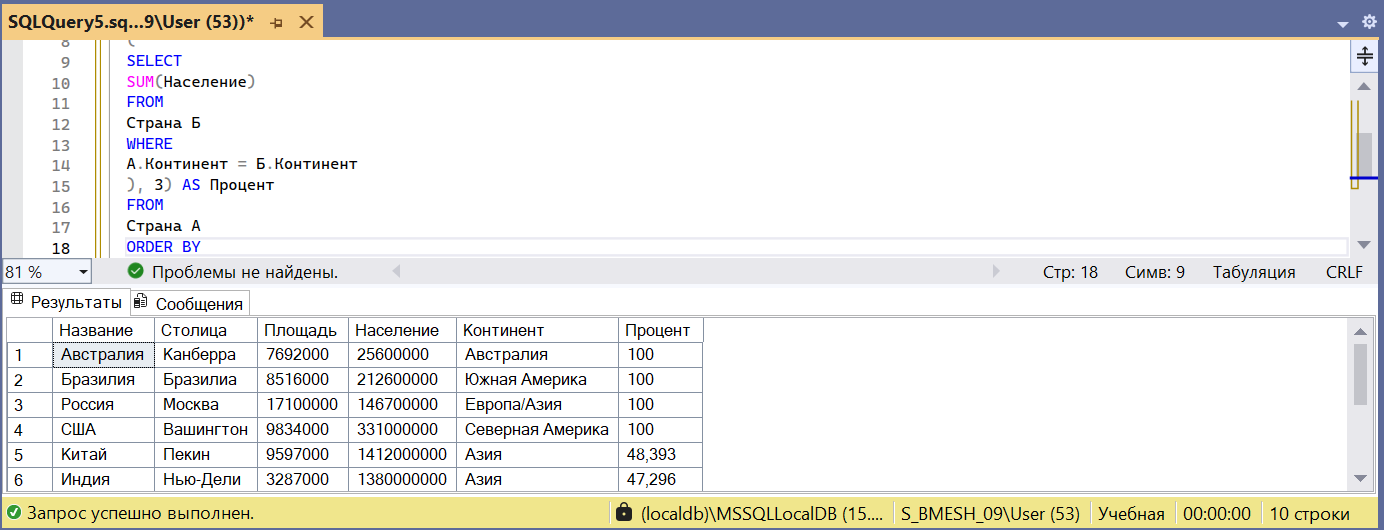 SQLQuery5.sq...9\User (53))*
8 (
9 SELECT
10 SUM(Население)
11 FROM
12 Страна Б
13 WHERE
14 А.Континент = Б.Континент
15 ), 3) AS Процент
16 FROM
17 Страна А
18 ORDER BY
81 % Проблемы не найдены. Стр: 18 Симв: 9 Табуляция CRLF
Результаты Сообщения
Название Столица Площадь Население Континент Процент
1 Австралия Канберра 7692000 25600000 Австралия 100
2 Бразилия Бразилиа 8516000 212600000 Южная Америка 100
3 Россия Москва 17100000 146700000 Европа/Азия 100
4 США Вашингтон 9834000 331000000 Северная Америка 100
5 Китай Пекин 9597000 1412000000 Азия 48,393
6 Индия Нью-Дели 3287000 1380000000 Азия 47,296
Запрос успешно выполнен. (localdb)\MSSQLLocalDB (15.... S_BMESH_09\User (53) Учебная 00:00:00 10 строки